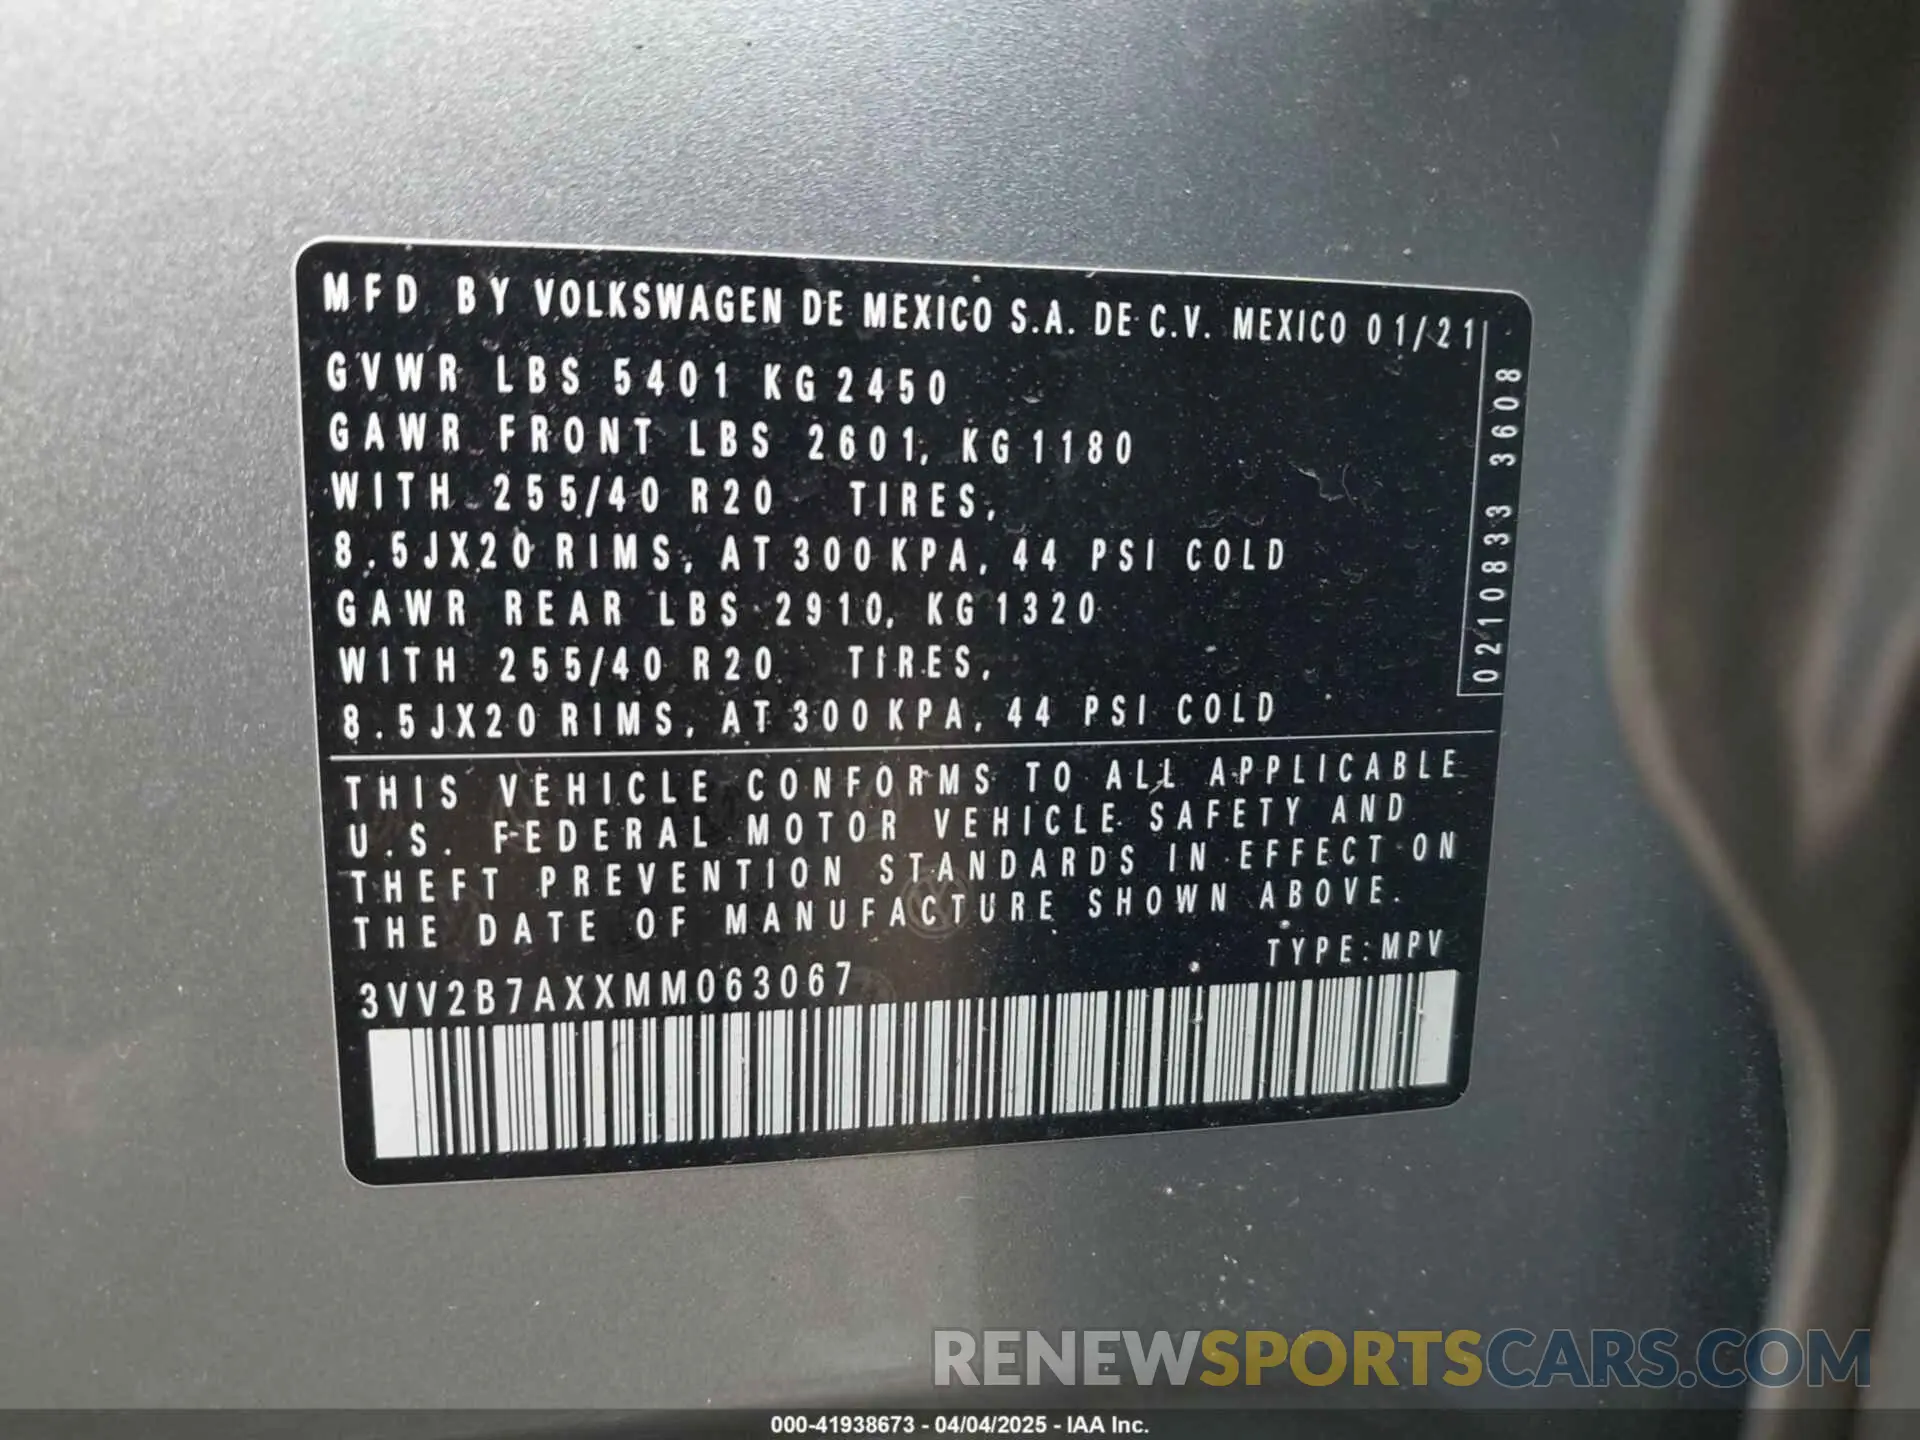 MFD BY VOLKSWAGEN DE MEXICO S.A. DE C.V. MEXICO 01/21
GVWR LBS 5401 KG 2450
GAWR FRONT LBS 2601, KG 1180
WITH 255/40 R20 TIRES,
8.5JX20 RIMS, AT 300 KPA, 44 PSI COLD
GAWR REAR LBS 2910, KG 1320
WITH 255/40 R20 TIRES,
8.5JX20 RIMS, AT 300 KPA, 44 PSI COLD
0210833 3608
THIS VEHICLE CONFORMS TO ALL APPLICABLE
U.S. FEDERAL MOTOR VEHICLE SAFETY AND
THEFT PREVENTION STANDARDS IN EFFECT ON
THE DATE OF MANUFACTURE SHOWN ABOVE.
TYPE:MPV
3VV2B7AXXMM063067
RENEWSPORTSCARS.COM
000-41938673 - 04/04/2025 - IAA Inc.